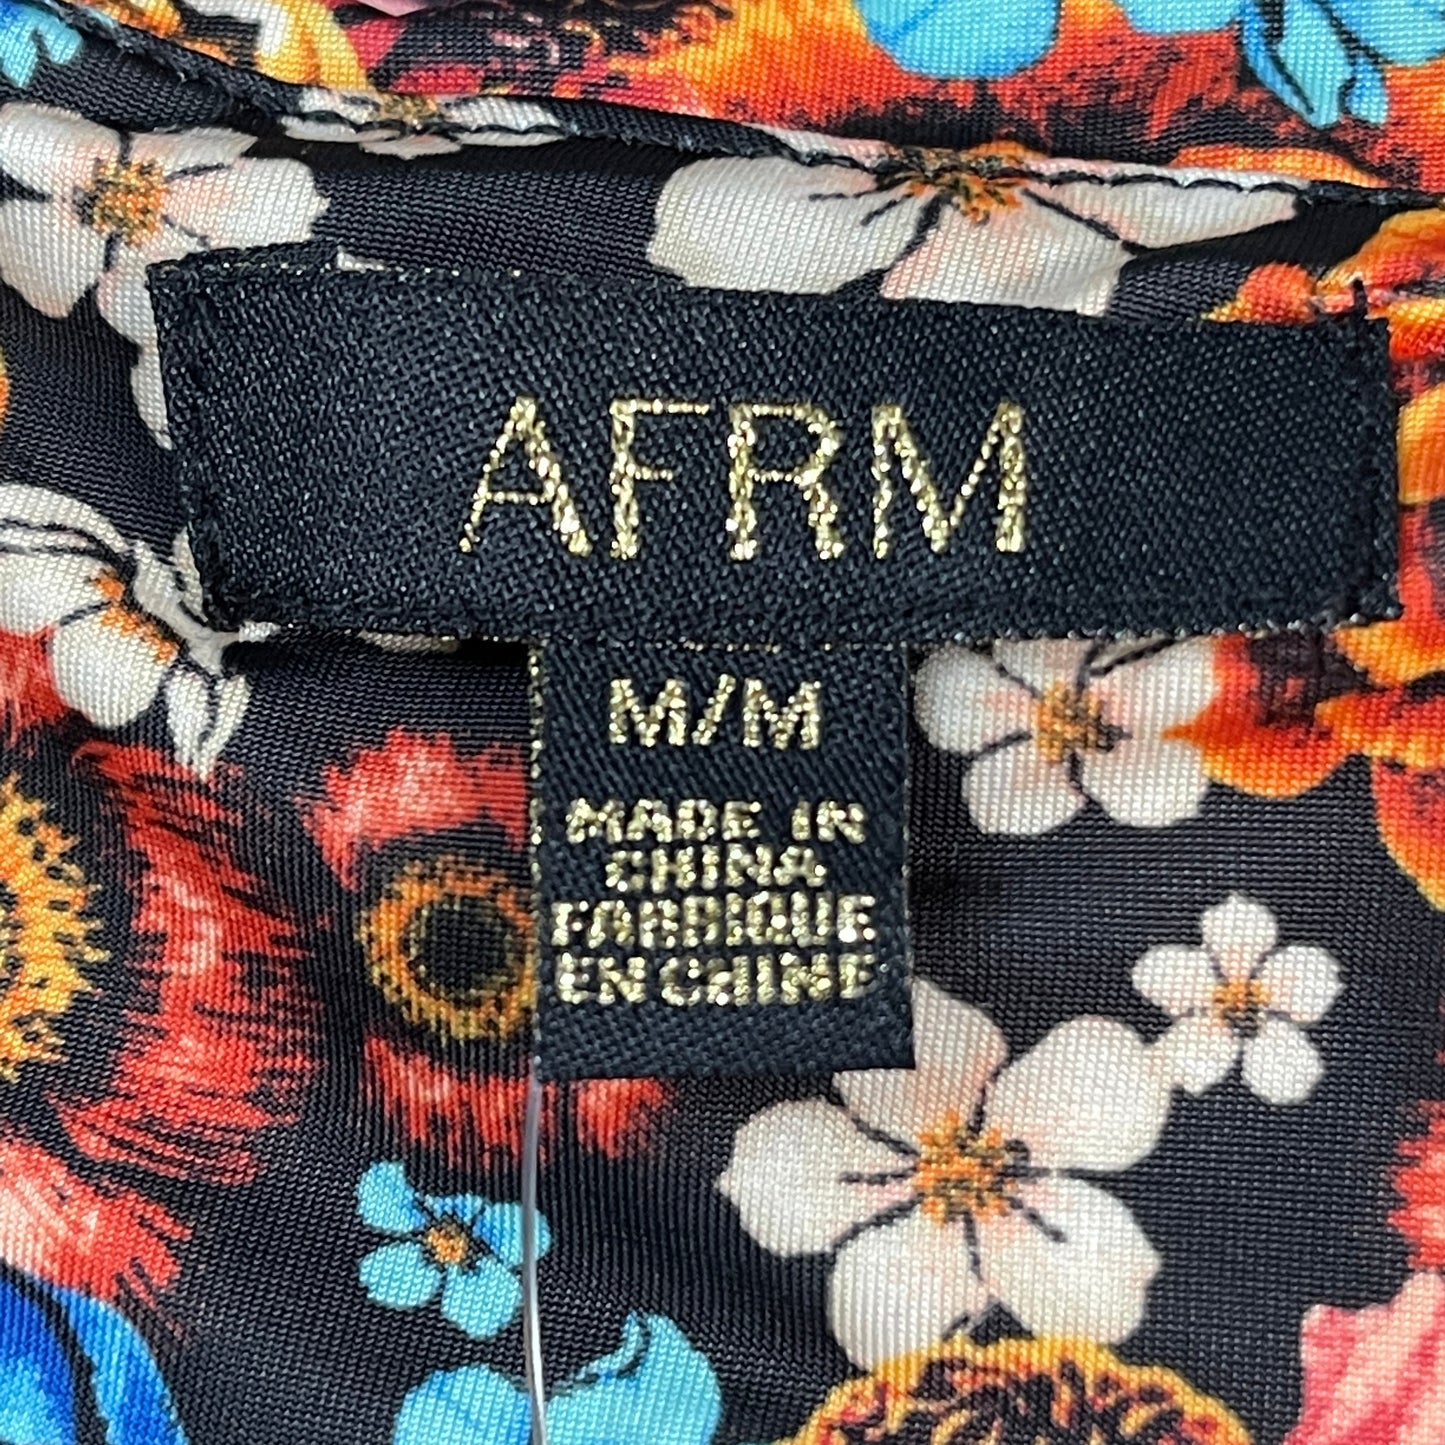 AFRM
M/M
MADE IN
CHINA
FABRIQUE
EN CHINE